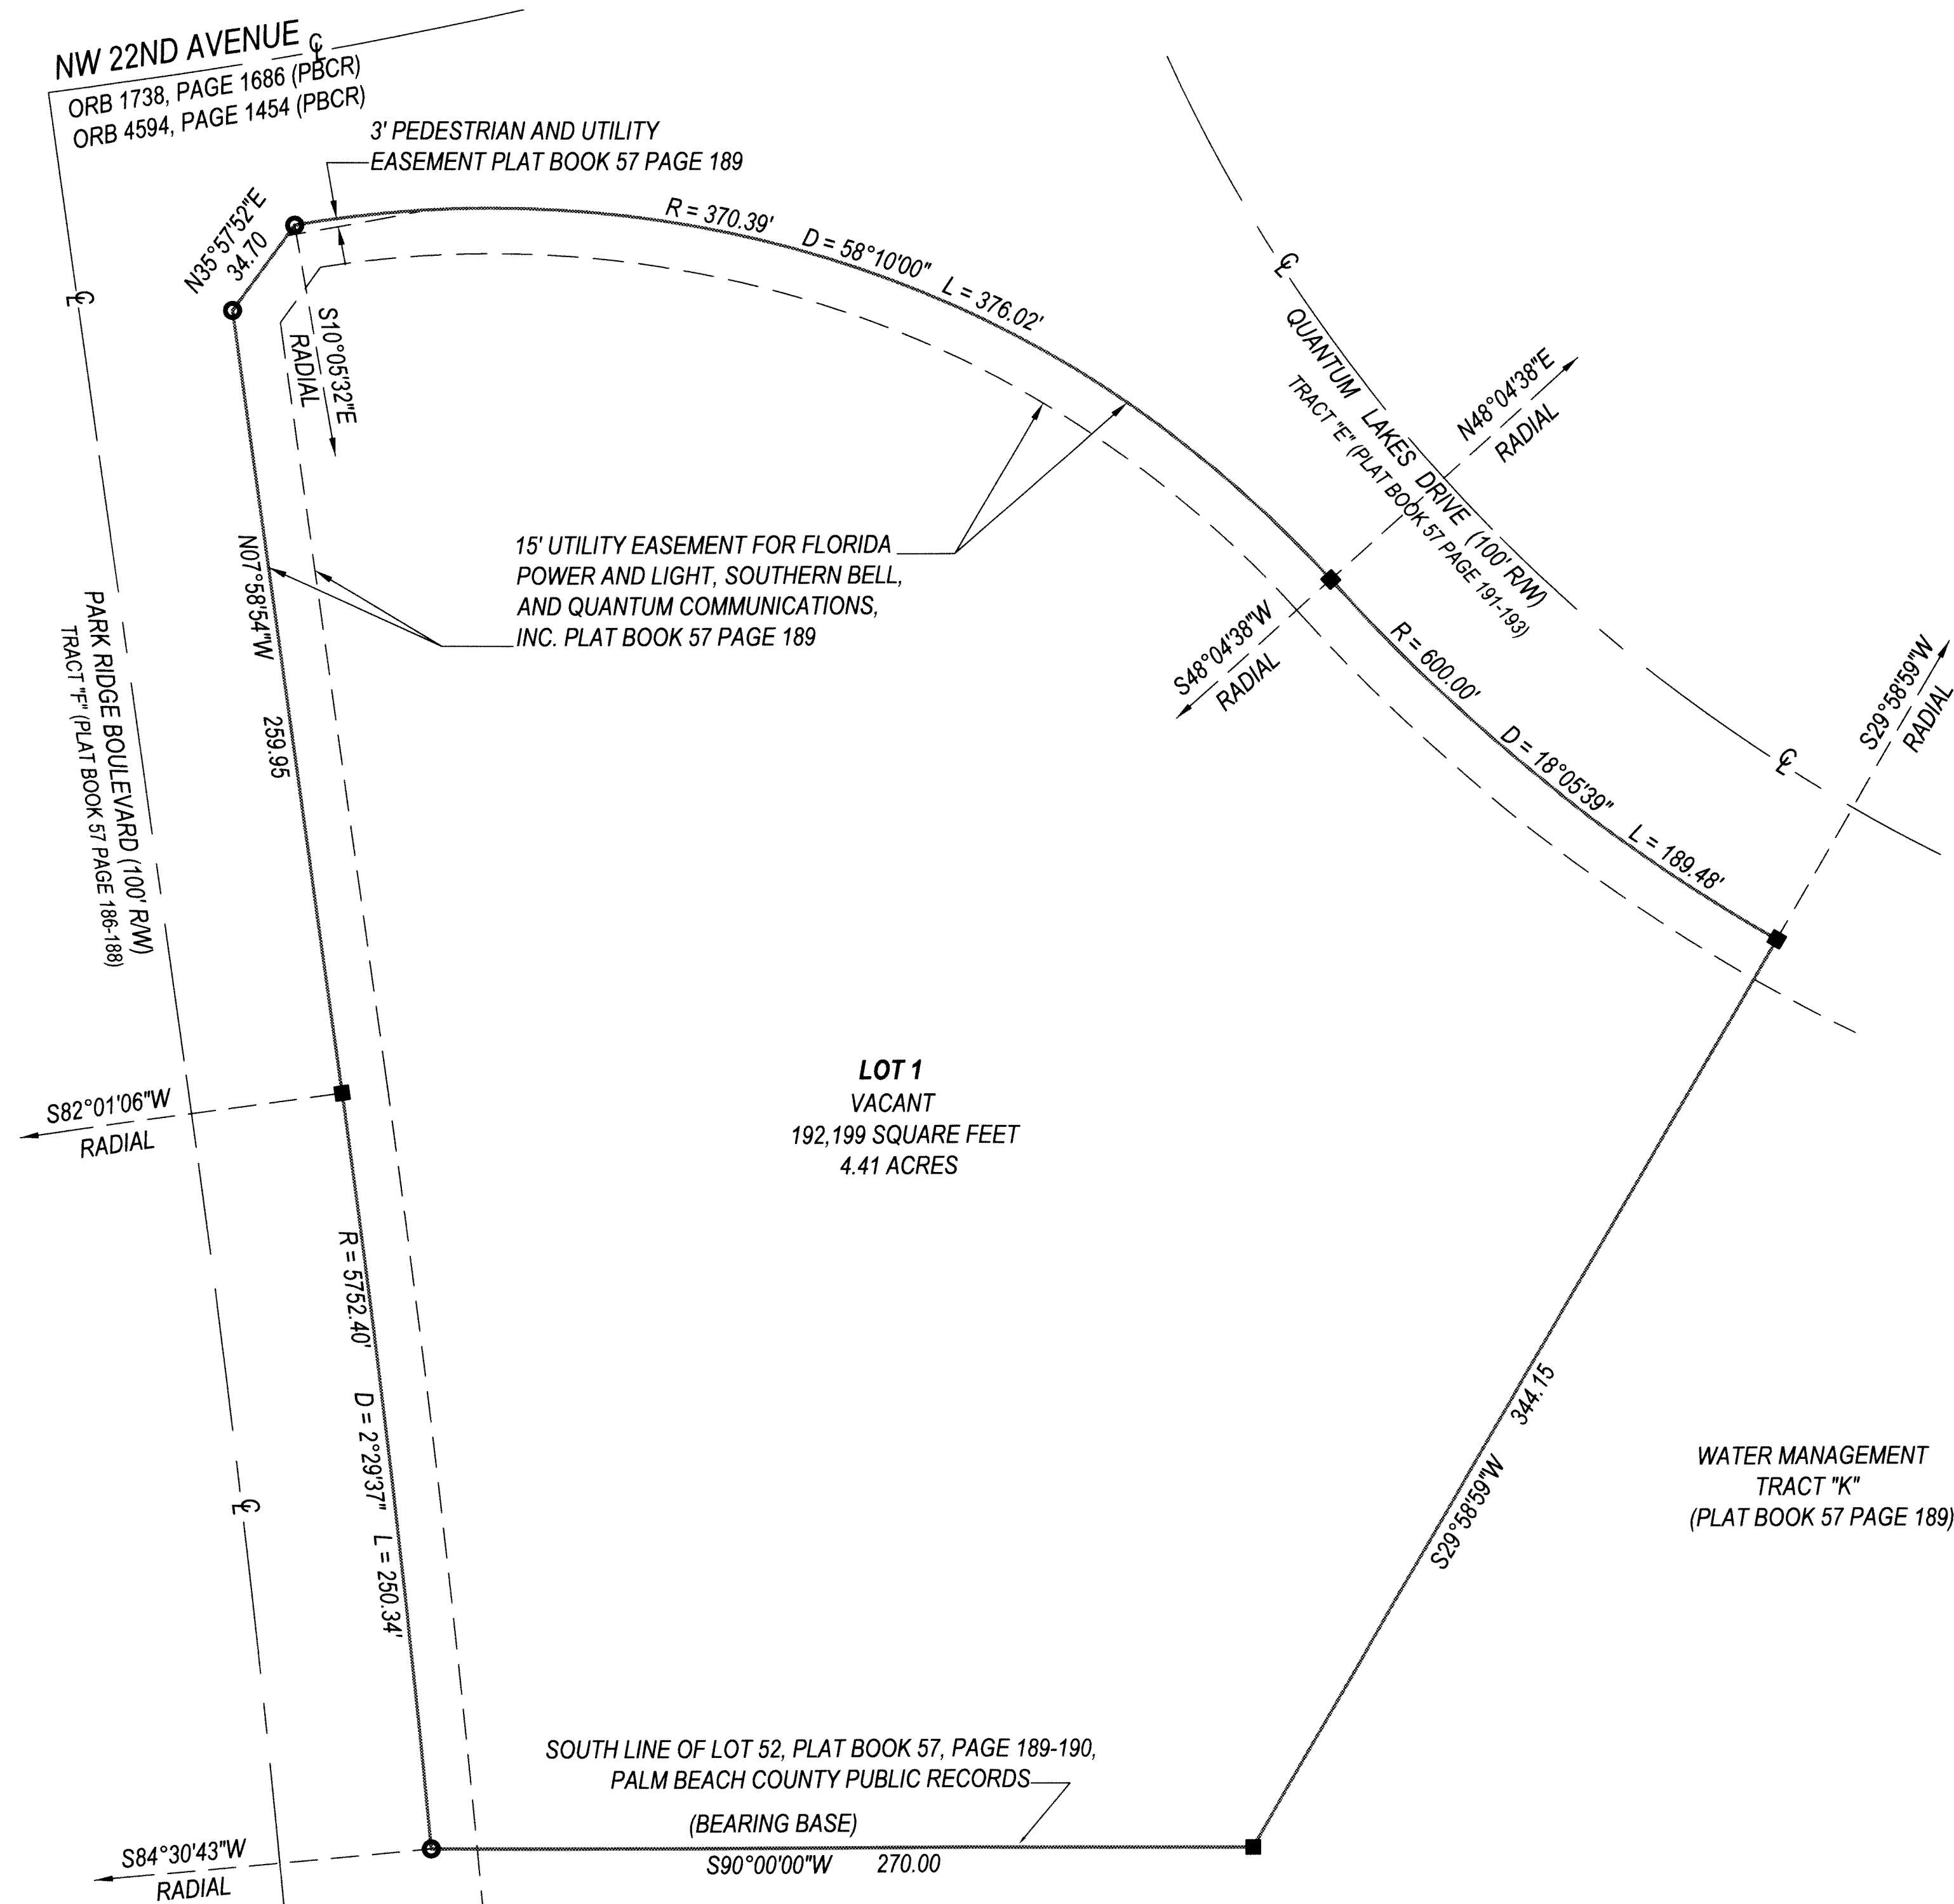 NW 22ND AVENUE ℄
ORB 1738, PAGE 1686 (PBCR)
ORB 4594, PAGE 1454 (PBCR)
3' PEDESTRIAN AND UTILITY
EASEMENT PLAT BOOK 57 PAGE 189
N35°57'52"E
34.70
R = 370.39' D = 58°10'00" L = 376.02'
℄
℄
S10°05'32"E
RADIAL
QUANTUM LAKES DRIVE (100' R/W)
TRACT "E" (PLAT BOOK 57 PAGE 191-193)
N48°04'38"E
RADIAL
15' UTILITY EASEMENT FOR FLORIDA
POWER AND LIGHT, SOUTHERN BELL,
AND QUANTUM COMMUNICATIONS,
INC. PLAT BOOK 57 PAGE 189
N07°58'54"W 259.95
PARK RIDGE BOULEVARD (100' R/W)
TRACT "F" (PLAT BOOK 57 PAGE 186-188)
S48°04'38"W
RADIAL
R = 600.00' D = 18°05'39" L = 189.48'
S29°58'59"W
RADIAL
℄
LOT 1
VACANT
192,199 SQUARE FEET
4.41 ACRES
S82°01'06"W
RADIAL
R = 5752.40' D = 2°29'37" L = 250.34'
S29°58'59"W 344.15
WATER MANAGEMENT
TRACT "K"
(PLAT BOOK 57 PAGE 189)
℄
SOUTH LINE OF LOT 52, PLAT BOOK 57, PAGE 189-190,
PALM BEACH COUNTY PUBLIC RECORDS
(BEARING BASE)
S90°00'00"W 270.00
S84°30'43"W
RADIAL